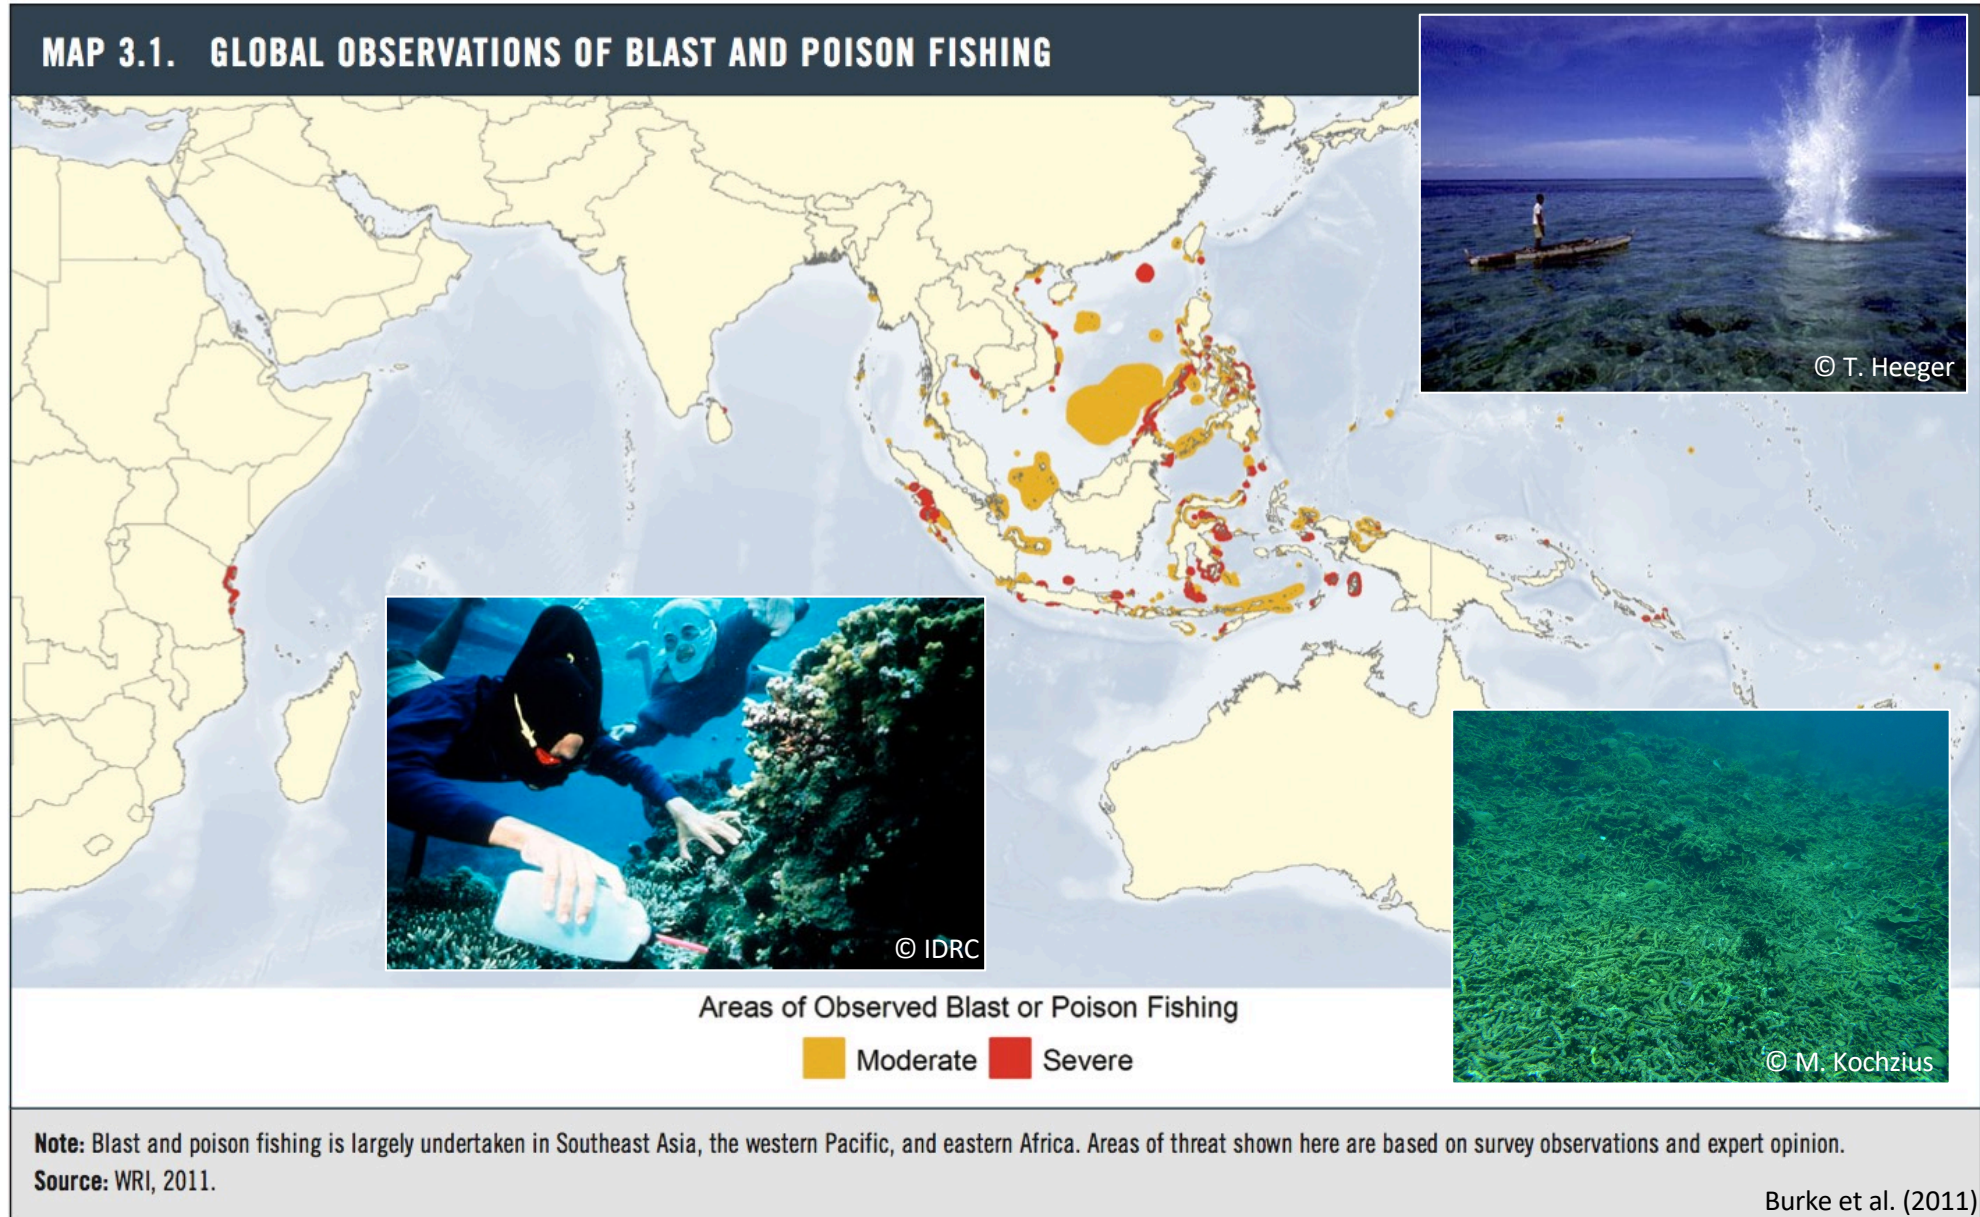 MAP 3.1. GLOBAL OBSERVATIONS OF BLAST AND POISON FISHING
© T. Heeger
© IDRC
Areas of Observed Blast or Poison Fishing
Moderate Severe
© M. Kochzius
Note: Blast and poison fishing is largely undertaken in Southeast Asia, the western Pacific, and eastern Africa. Areas of threat shown here are based on survey observations and expert opinion.
Source: WRI, 2011.
Burke et al. (2011)